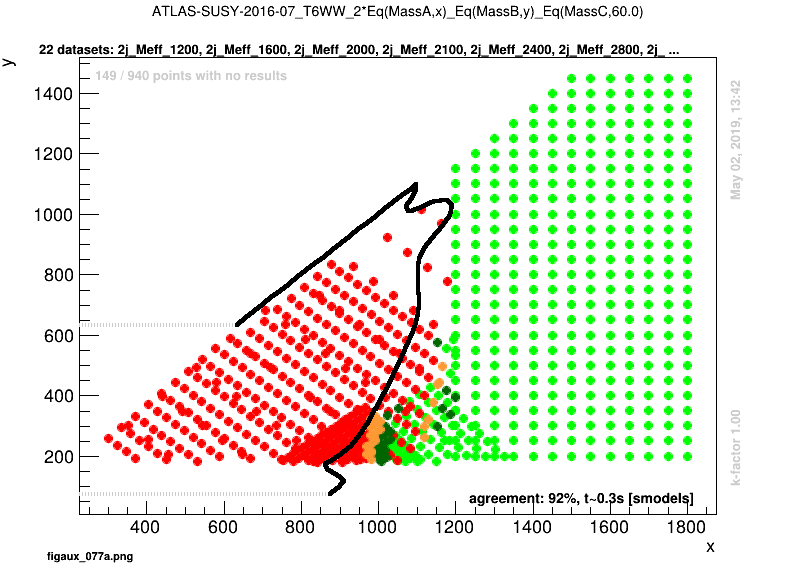 ATLAS-SUSY-2016-07_T6WW_2*Eq(MassA,x)_Eq(MassB,y)_Eq(MassC,60.0)
22 datasets: 2j_Meff_1200, 2j_Meff_1600, 2j_Meff_2000, 2j_Meff_2100, 2j_Meff_2400, 2j_Meff_2800, 2j_ ...
y
149 / 940 points with no results
May 02, 2019, 13:42
1400
1200
1000
800
600
400
200
k-factor 1.00
agreement: 92%, t~0.3s [smodels]
400 600 800 1000 1200 1400 1600 1800
x
figaux_077a.png